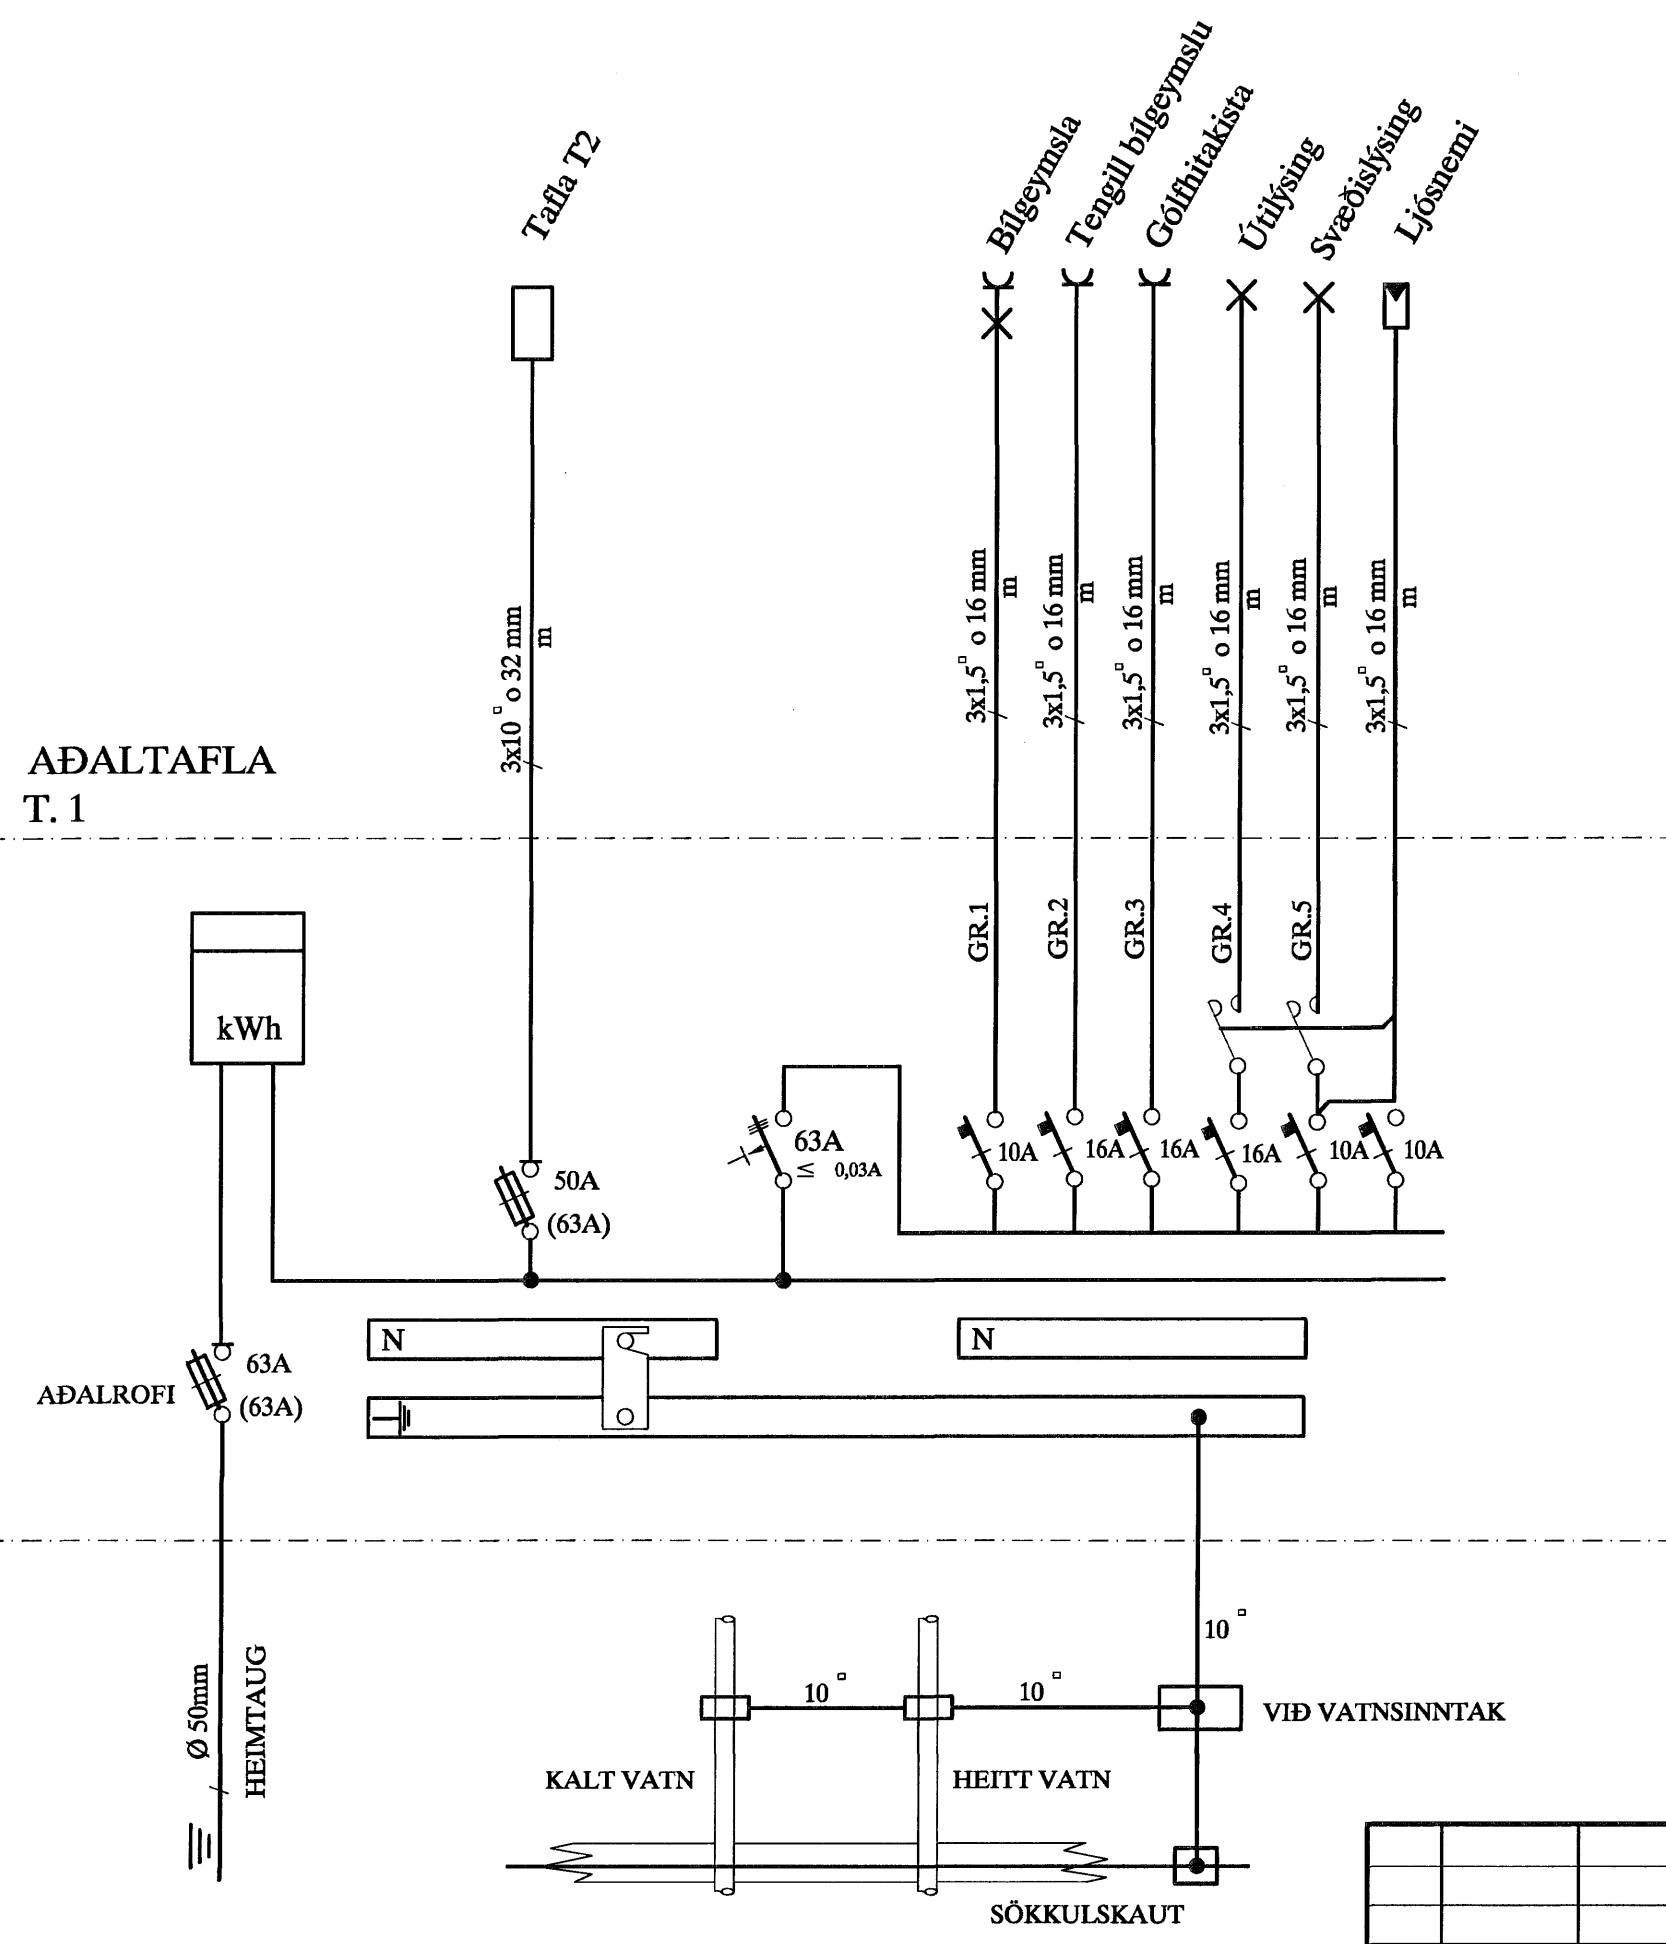 Tafla T2
Bílgeymsla
Tengill bílgeymslu
Gólfhitakista
Útilýsing
Svæðislýsing
Ljósnemi
3x10 □ o 32 mm
m
3x1,5□ o 16 mm
m
3x1,5□ o 16 mm
m
3x1,5□ o 16 mm
m
3x1,5□ o 16 mm
m
3x1,5□ o 16 mm
m
3x1,5□ o 16 mm
m
AÐALTAFLA
T. 1
GR.1
GR.2
GR.3
GR.4
GR.5
kWh
50A
(63A)
63A
≤ 0,03A
10A
16A
16A
16A
10A
10A
N
N
AÐALROFI
63A
(63A)
Ø 50mm
HEIMTAUG
10 □
10 □
10 □
VIÐ VATNSINNTAK
KALT VATN
HEITT VATN
SÖKKULSKAUT